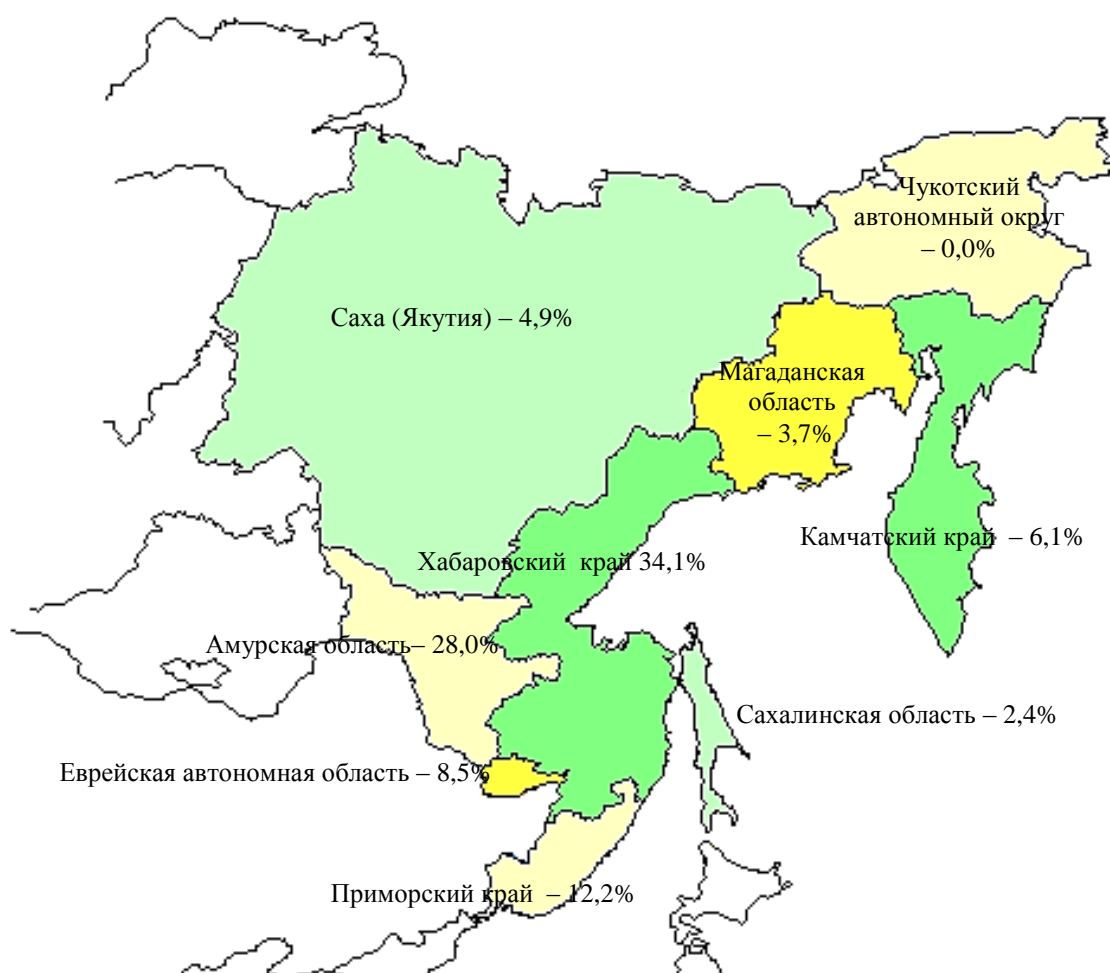 Чукотский
автономный округ
– 0,0%
Саха (Якутия) – 4,9%
Магаданская
область
– 3,7%
Камчатский край – 6,1%
Хабаровский край 34,1%
Амурская область– 28,0%
Сахалинская область – 2,4%
Еврейская автономная область – 8,5%
Приморский край – 12,2%